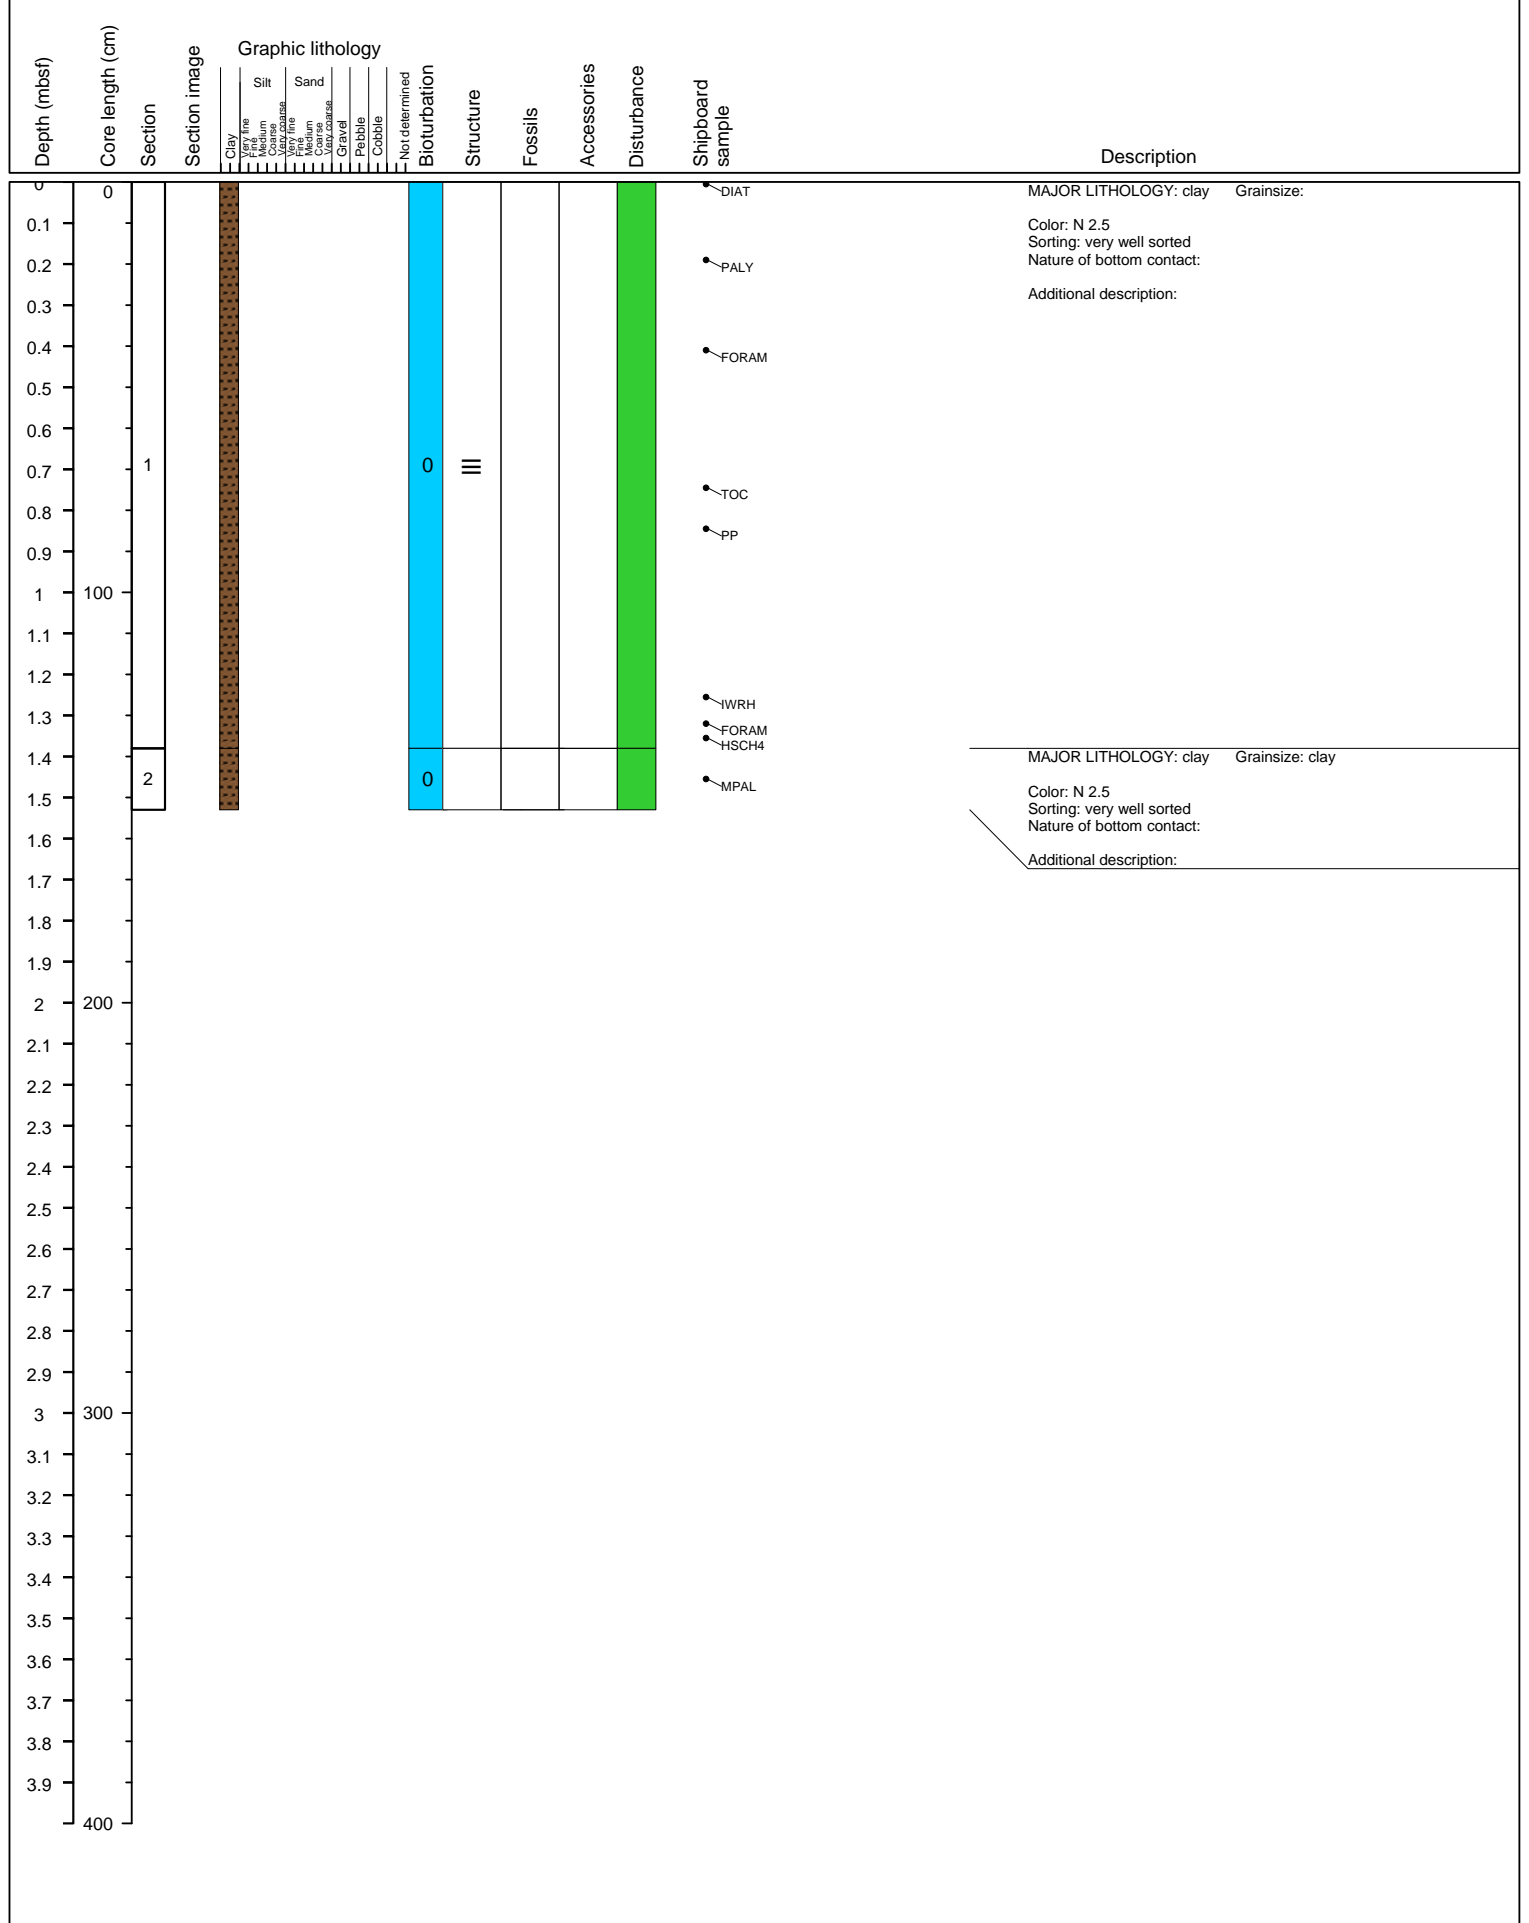 Depth (mbsf)
Core length (cm)
Section
Section image
Graphic lithology
Clay
Silt
Very fine
Fine
Medium
Coarse
Very coarse
Sand
Very fine
Fine
Medium
Coarse
Very coarse
Gravel
Pebble
Cobble
Not determined
Bioturbation
Structure
Fossils
Accessories
Disturbance
Shipboard
sample
Description
0
0.1
0.2
0.3
0.4
0.5
0.6
0.7
0.8
0.9
1
1.1
1.2
1.3
1.4
1.5
1.6
1.7
1.8
1.9
2
2.1
2.2
2.3
2.4
2.5
2.6
2.7
2.8
2.9
3
3.1
3.2
3.3
3.4
3.5
3.6
3.7
3.8
3.9
0
100
200
300
400
1
2
0
0
DIAT
PALY
FORAM
TOC
PP
IWRH
FORAM
HSCH4
MPAL
MAJOR LITHOLOGY: clay Grainsize:
Color: N 2.5
Sorting: very well sorted
Nature of bottom contact:
Additional description:
MAJOR LITHOLOGY: clay Grainsize: clay
Color: N 2.5
Sorting: very well sorted
Nature of bottom contact:
Additional description: